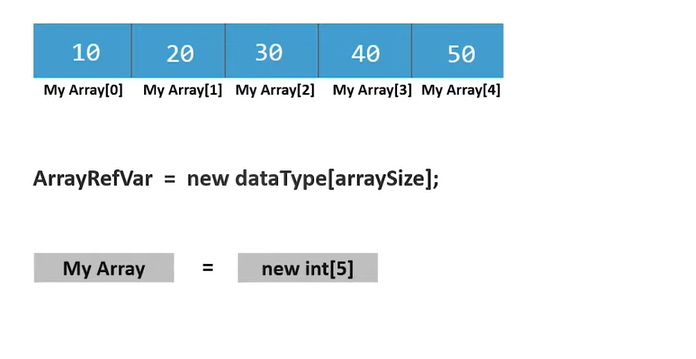 10 20 30 40 50
My Array[0] My Array[1] My Array[2] My Array[3] My Array[4]
ArrayRefVar = new dataType[arraySize];
My Array = new int[5]